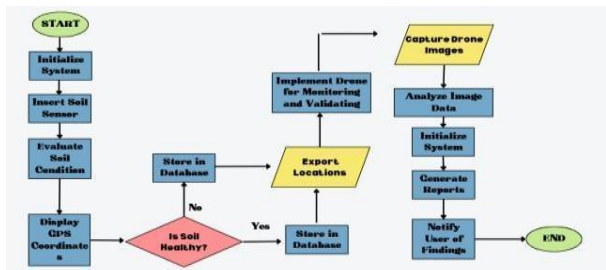 START
Initialize
System
Insert Soil
Sensor
Evaluate
Soil
Condition
Display
GPS
Coordinate
s
Is Soil
Healthy?
No
Store in
Database
Yes
Store in
Database
Export
Locations
Implement Drone
for Monitoring
and Validating
Capture Drone
Images
Analyze Image
Data
Initialize
System
Generate
Reports
Notify
User of
Findings
END